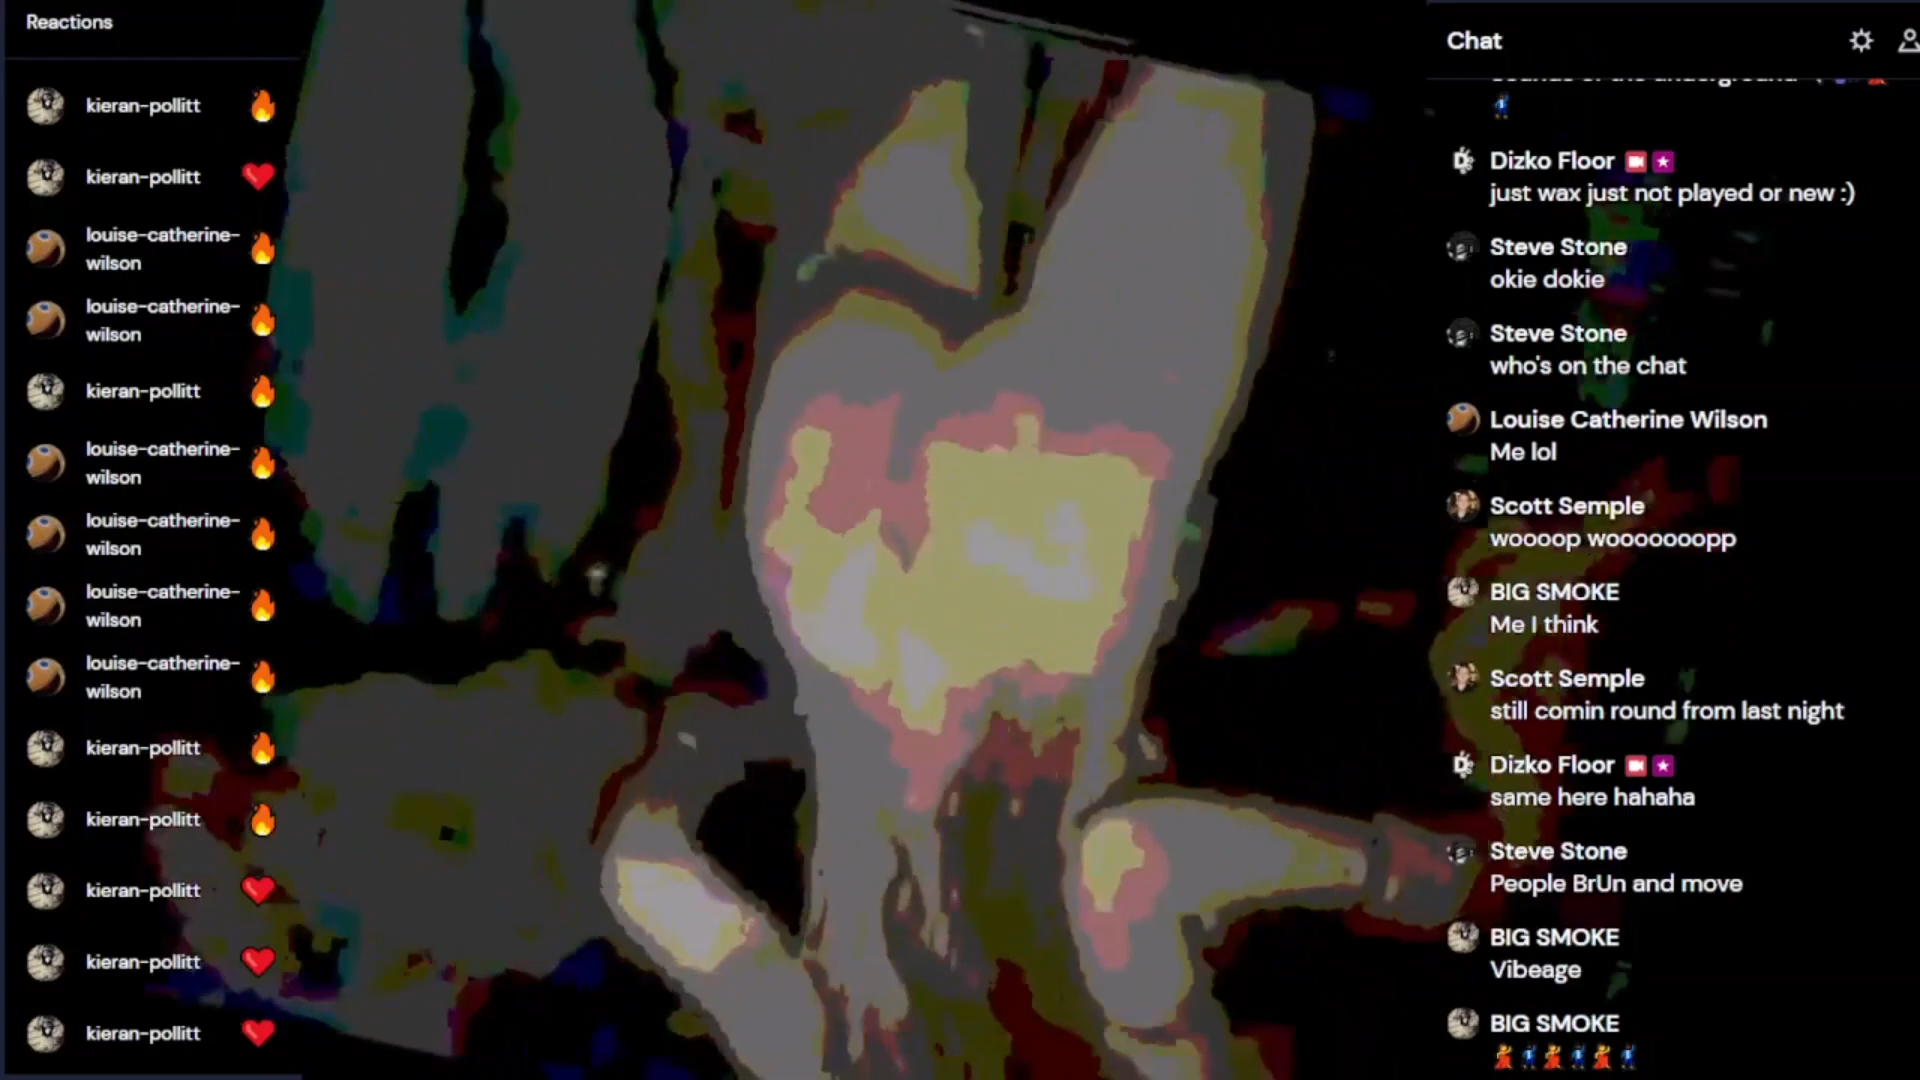 Reactions
kieran-pollitt
kieran-pollitt
louise-catherine-
wilson
louise-catherine-
wilson
kieran-pollitt
louise-catherine-
wilson
louise-catherine-
wilson
louise-catherine-
wilson
louise-catherine-
wilson
kieran-pollitt
kieran-pollitt
kieran-pollitt
kieran-pollitt
kieran-pollitt
Chat
Dizko Floor
just wax just not played or new :)
Steve Stone
okie dokie
Steve Stone
who's on the chat
Louise Catherine Wilson
Me lol
Scott Semple
woooop wooooooopp
BIG SMOKE
Me I think
Scott Semple
still comin round from last night
Dizko Floor
same here hahaha
Steve Stone
People BrUn and move
BIG SMOKE
Vibeage
BIG SMOKE